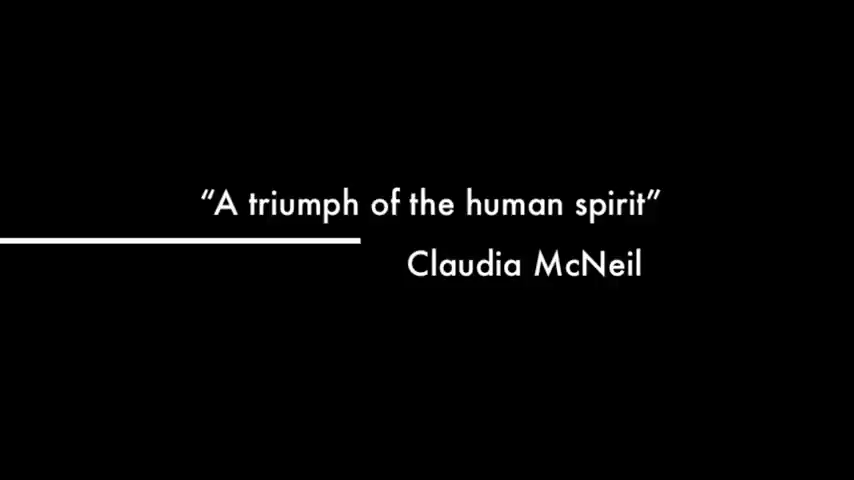 “A triumph of the human spirit”
Claudia McNeil